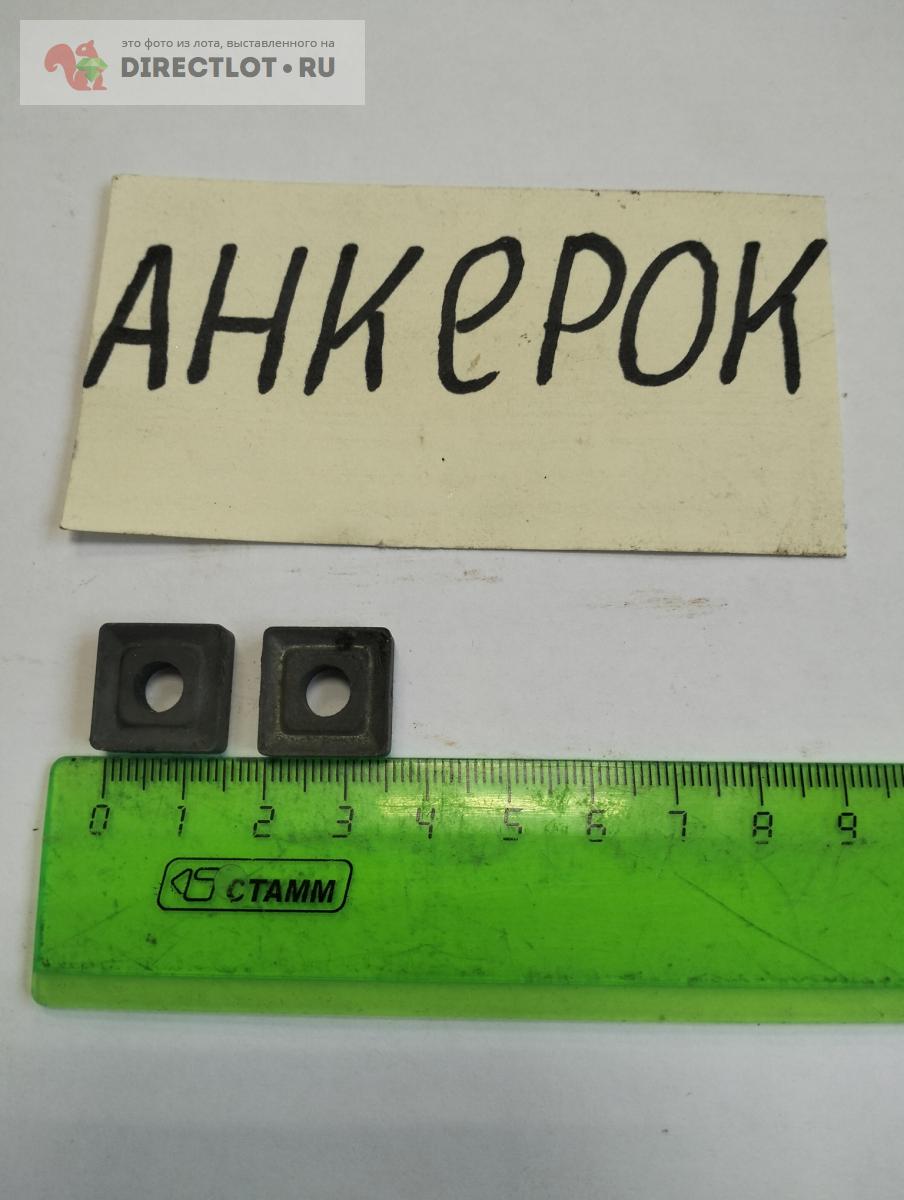 это фото из лота, выставленного на
DIRECTLOT•RU
АНКеРОК
0 1 2 3 4 5 6 7 8 9
СТАММ